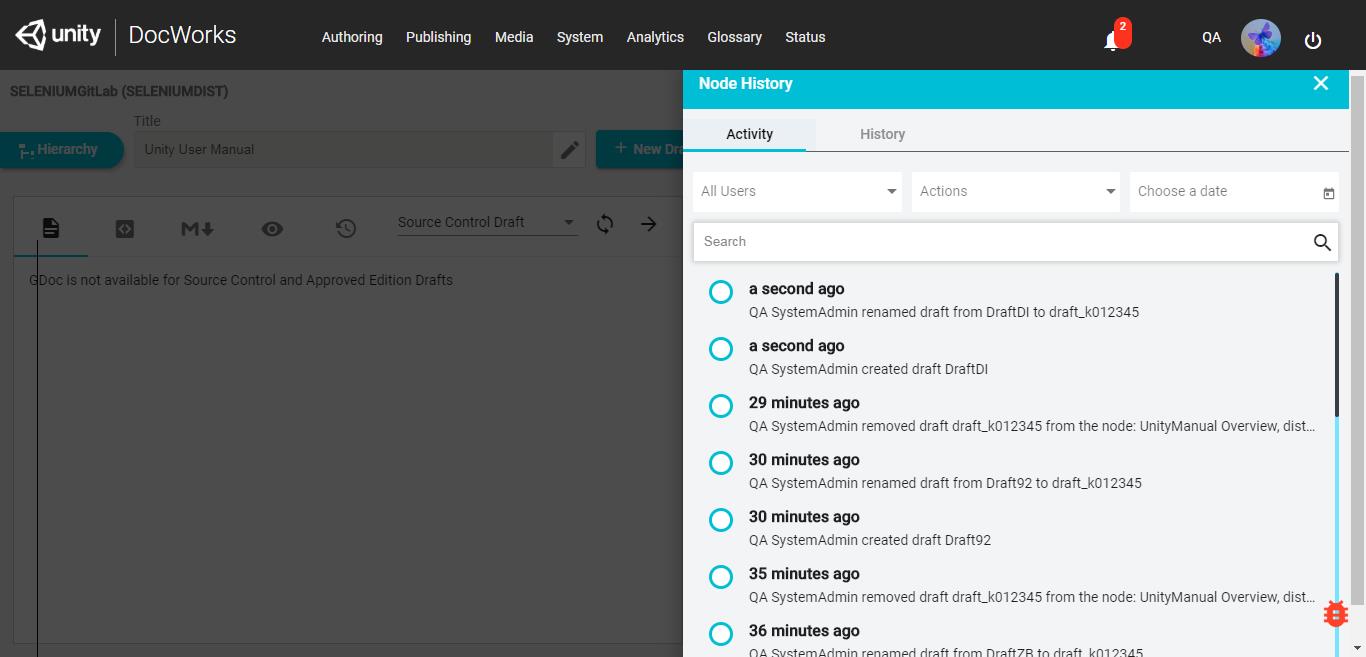 unity DocWorks Authoring Publishing Media System Analytics Glossary Status 2 QA
SELENIUMGitLab (SELENIUMDIST)
Node History
Title
Hierarchy
Unity User Manual
New Dra
Activity
History
All Users
Actions
Choose a date
Source Control Draft
Search
GDoc is not available for Source Control and Approved Edition Drafts
a second ago
QA SystemAdmin renamed draft from DraftDI to draft_k012345
a second ago
QA SystemAdmin created draft DraftDI
29 minutes ago
QA SystemAdmin removed draft draft_k012345 from the node: UnityManual Overview, dist...
30 minutes ago
QA SystemAdmin renamed draft from Draft92 to draft_k012345
30 minutes ago
QA SystemAdmin created draft Draft92
35 minutes ago
QA SystemAdmin removed draft draft_k012345 from the node: UnityManual Overview, dist...
36 minutes ago
QA SystemAdmin renamed draft from DraftZB to draft_k012345